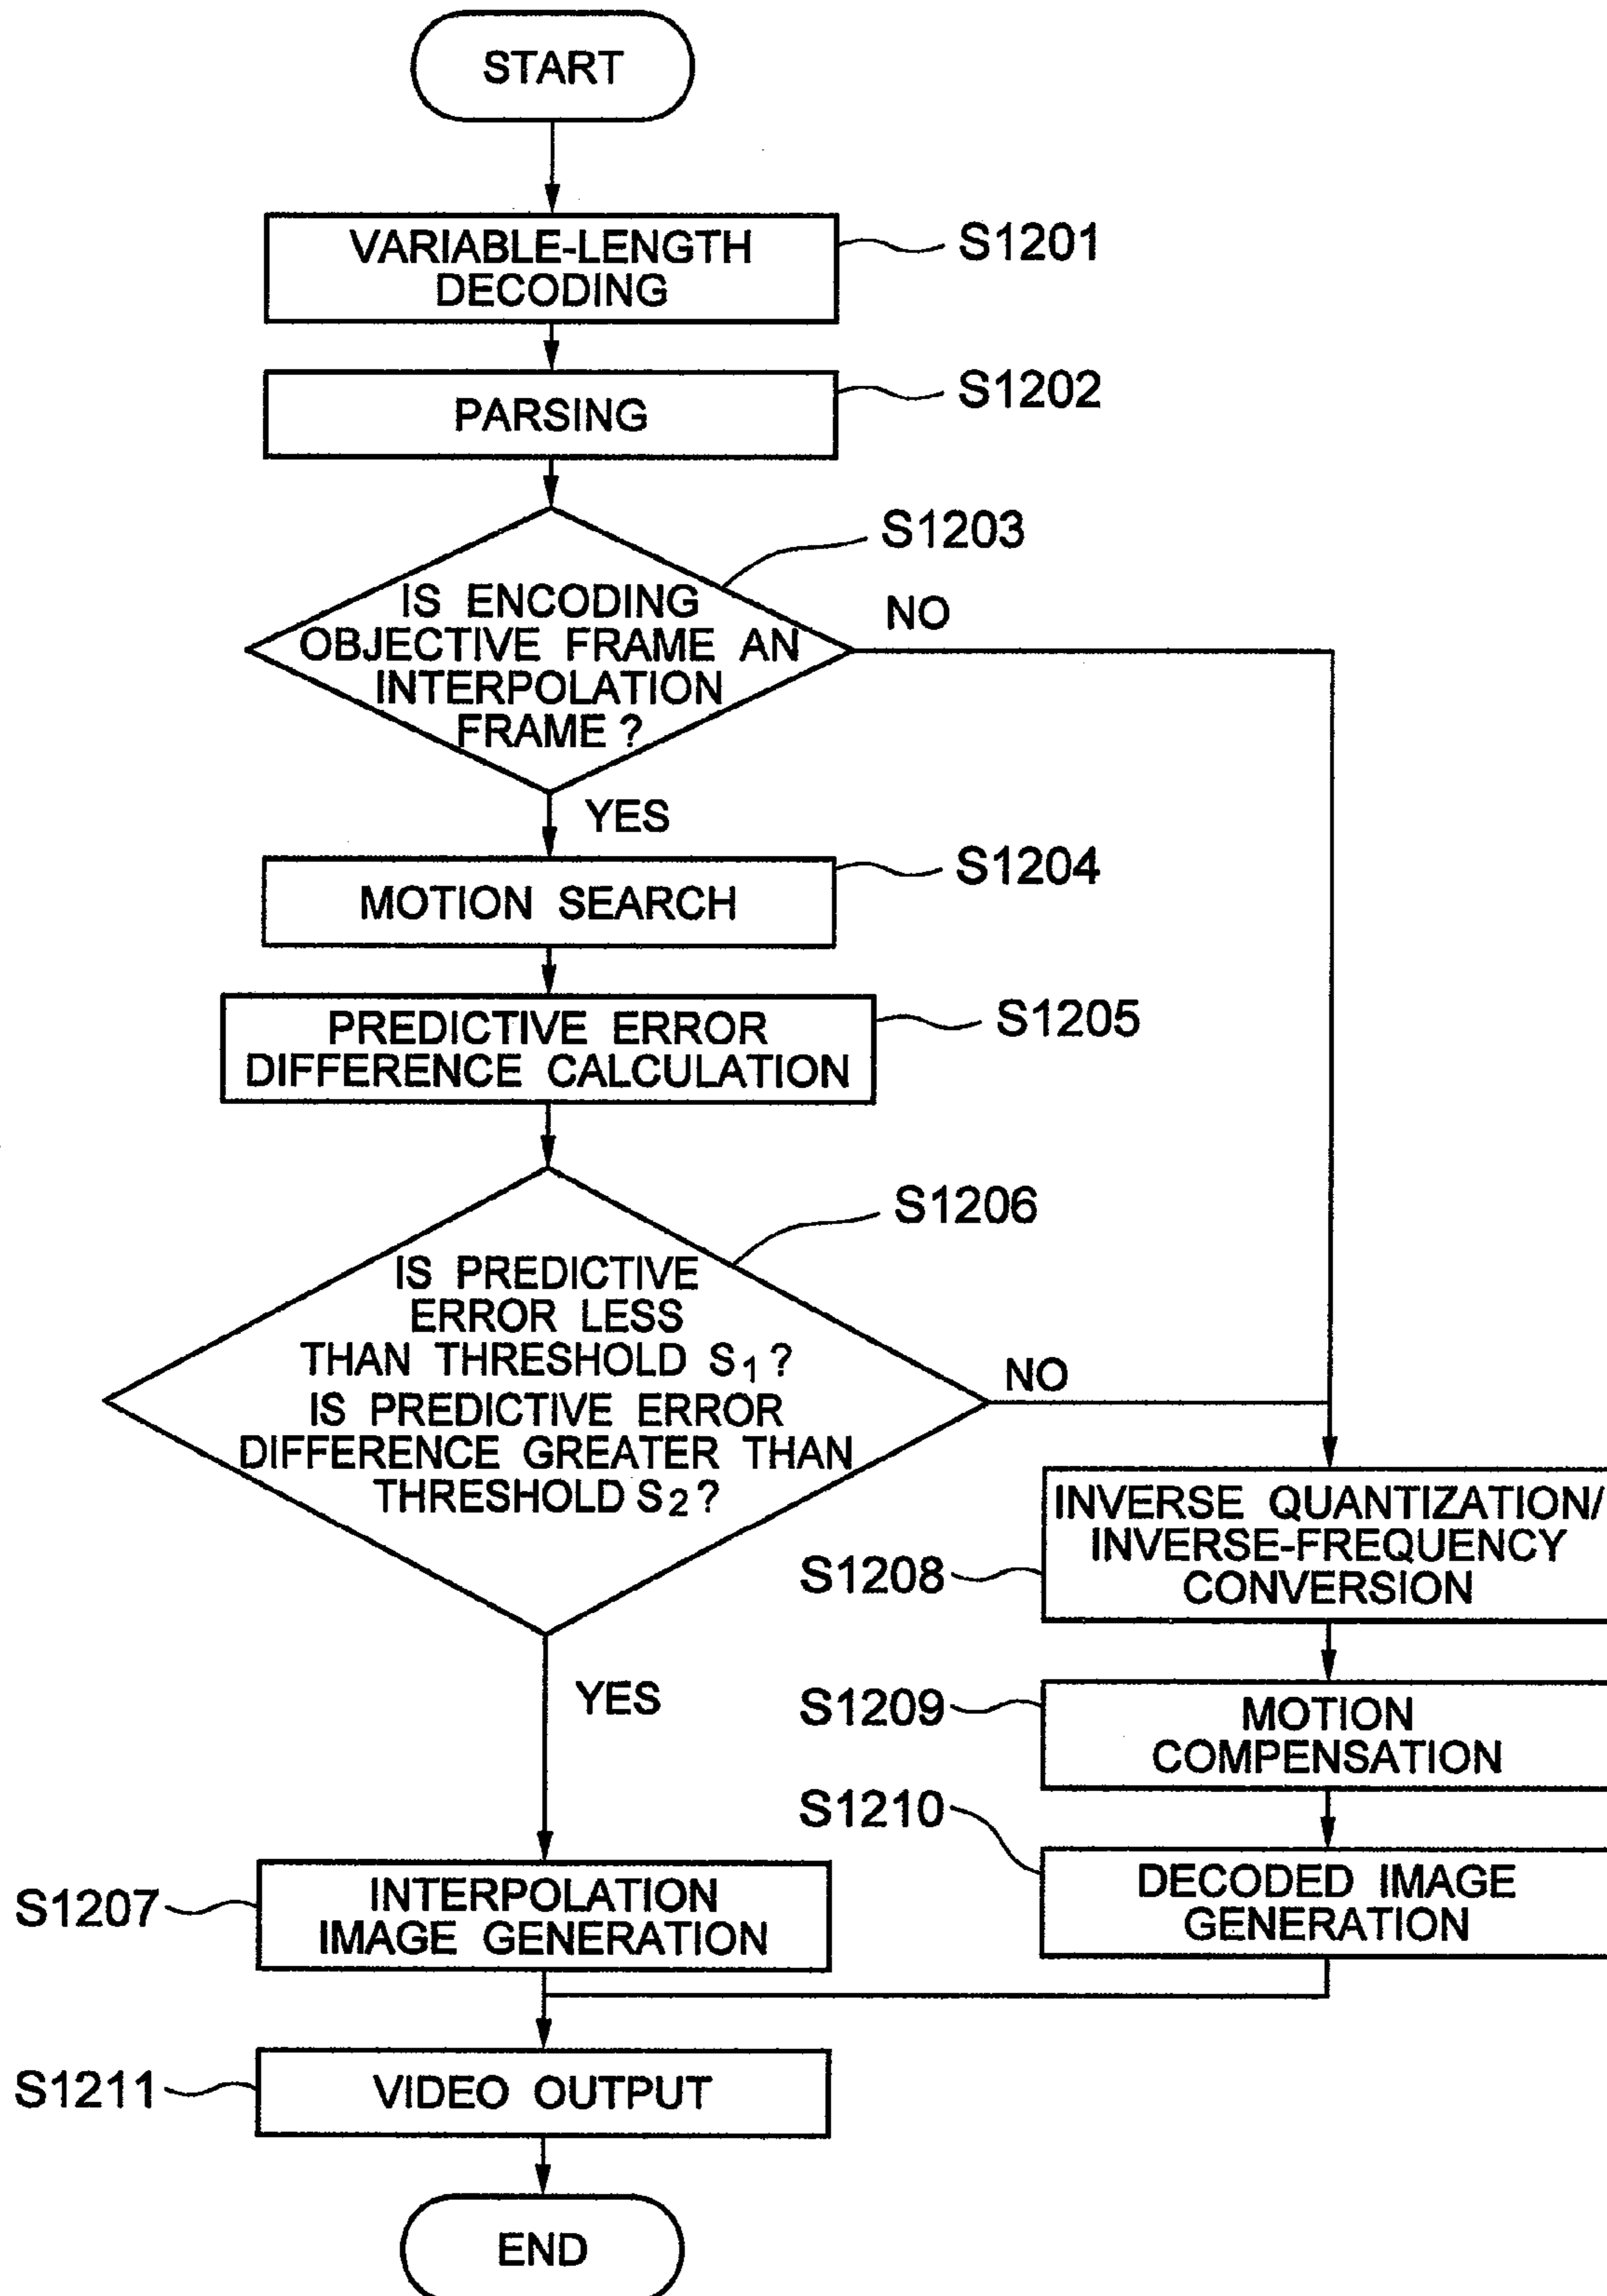 START
VARIABLE-LENGTH
DECODING
S1201
PARSING
S1202
S1203
IS ENCODING
OBJECTIVE FRAME AN
INTERPOLATION
FRAME ?
NO
YES
MOTION SEARCH
S1204
PREDICTIVE ERROR
DIFFERENCE CALCULATION
S1205
S1206
IS PREDICTIVE
ERROR LESS
THAN THRESHOLD S₁ ?
IS PREDICTIVE ERROR
DIFFERENCE GREATER THAN
THRESHOLD S₂ ?
NO
YES
INVERSE QUANTIZATION/
INVERSE-FREQUENCY
CONVERSION
S1208
S1209
MOTION
COMPENSATION
S1210
DECODED IMAGE
GENERATION
S1207
INTERPOLATION
IMAGE GENERATION
S1211
VIDEO OUTPUT
END